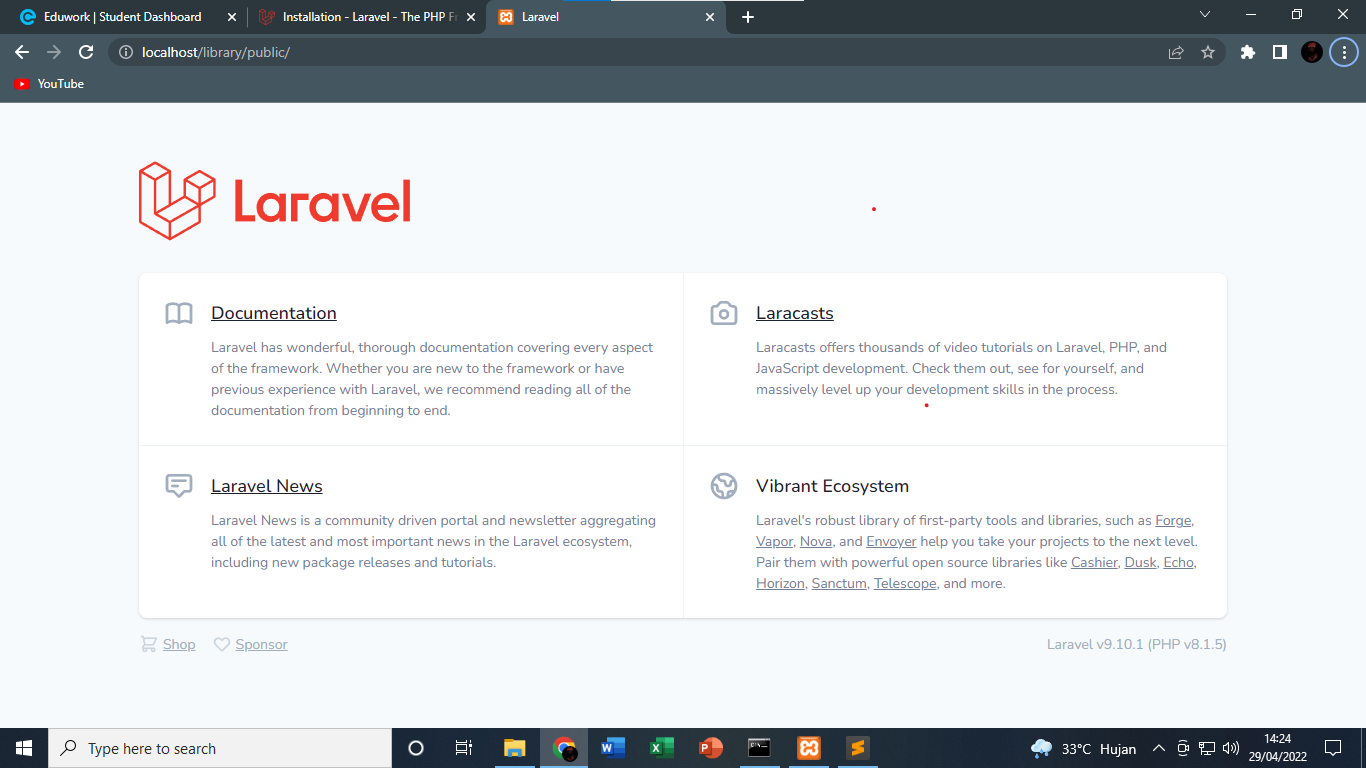 Eduwork | Student Dashboard
Installation - Laravel - The PHP Fr
Laravel
localhost/library/public/
YouTube
Laravel
Documentation
Laravel has wonderful, thorough documentation covering every aspect
of the framework. Whether you are new to the framework or have
previous experience with Laravel, we recommend reading all of the
documentation from beginning to end.
Laracasts
Laracasts offers thousands of video tutorials on Laravel, PHP, and
JavaScript development. Check them out, see for yourself, and
massively level up your development skills in the process.
Laravel News
Laravel News is a community driven portal and newsletter aggregating
all of the latest and most important news in the Laravel ecosystem,
including new package releases and tutorials.
Vibrant Ecosystem
Laravel's robust library of first-party tools and libraries, such as Forge,
Vapor, Nova, and Envoyer help you take your projects to the next level.
Pair them with powerful open source libraries like Cashier, Dusk, Echo,
Horizon, Sanctum, Telescope, and more.
Shop
Sponsor
Laravel v9.10.1 (PHP v8.1.5)
Type here to search
33°C Hujan
14:24
29/04/2022